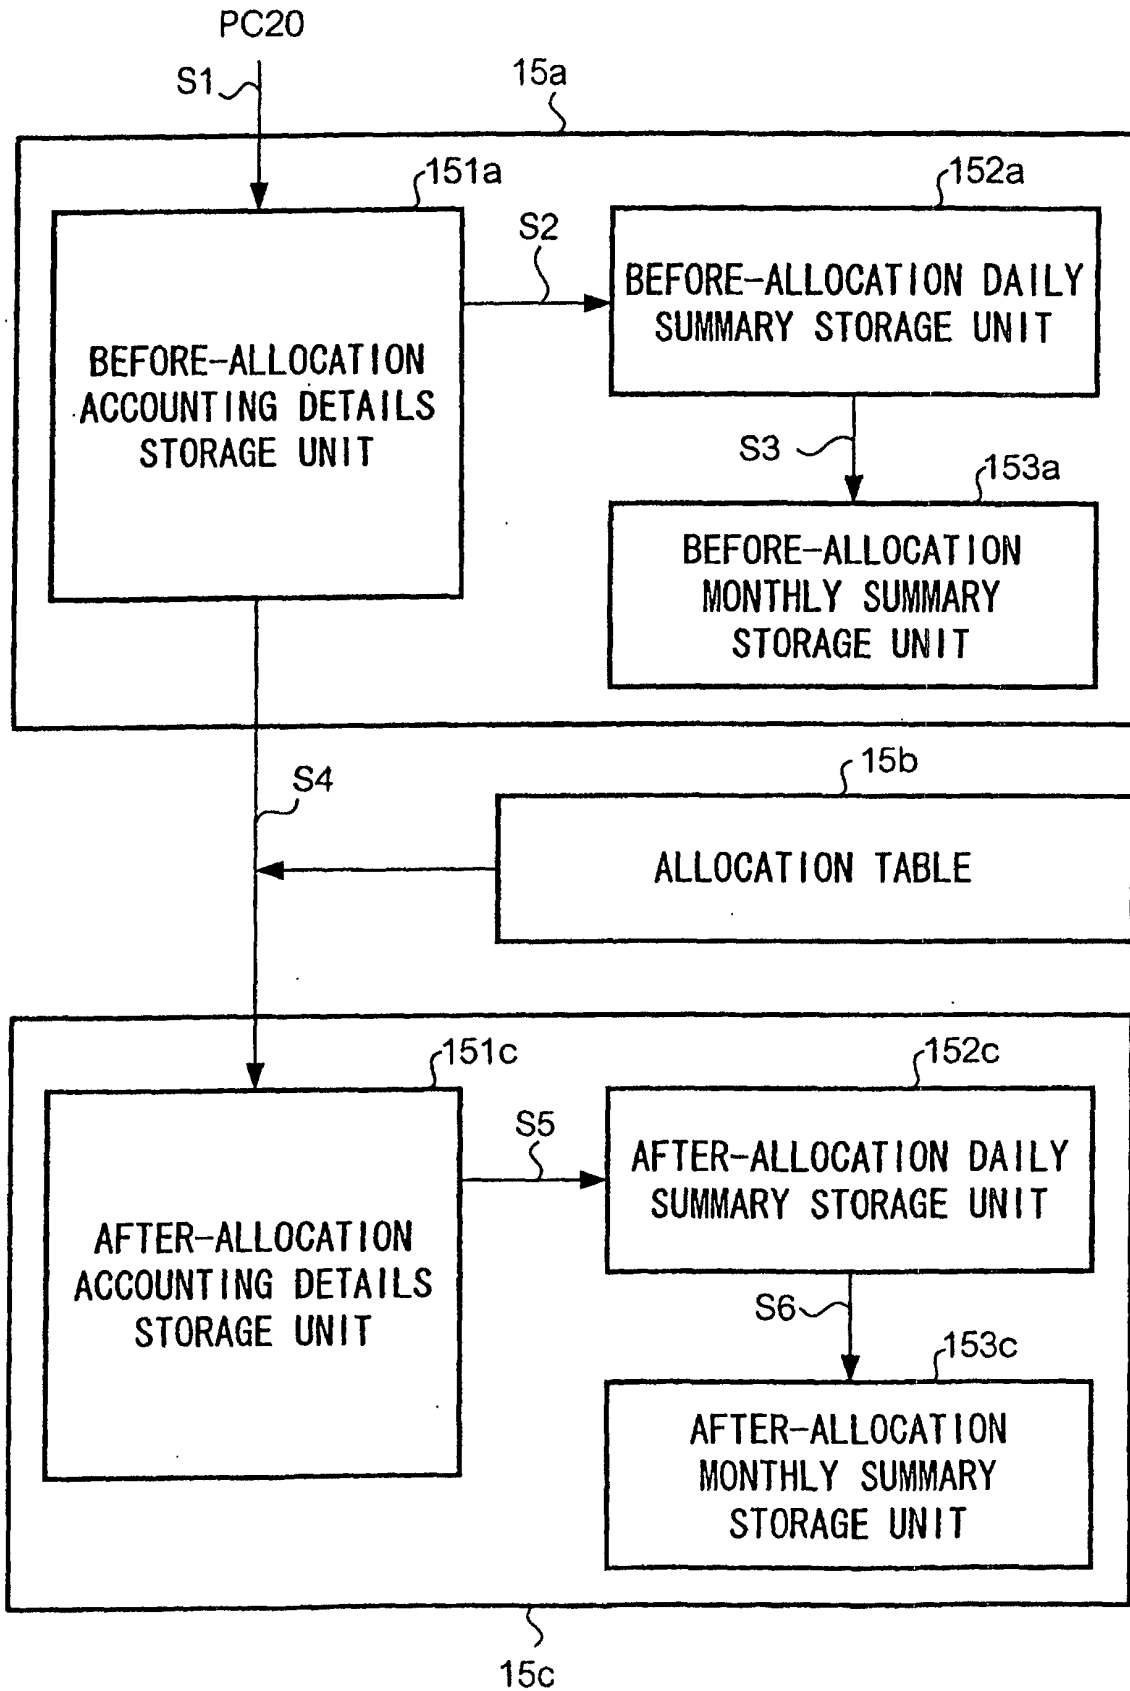 PC20
S1
15a
151a
152a
S2
BEFORE-ALLOCATION DAILY
SUMMARY STORAGE UNIT
BEFORE-ALLOCATION
ACCOUNTING DETAILS
STORAGE UNIT
S3
153a
BEFORE-ALLOCATION
MONTHLY SUMMARY
STORAGE UNIT
S4
15b
ALLOCATION TABLE
151c
152c
S5
AFTER-ALLOCATION DAILY
SUMMARY STORAGE UNIT
AFTER-ALLOCATION
ACCOUNTING DETAILS
STORAGE UNIT
S6
153c
AFTER-ALLOCATION
MONTHLY SUMMARY
STORAGE UNIT
15c